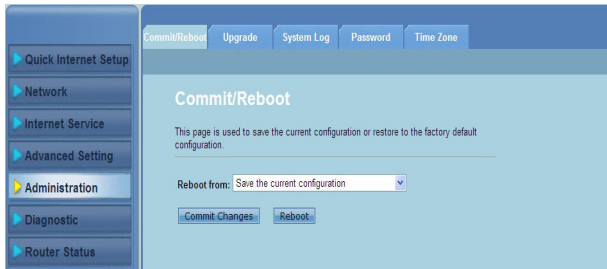 Commit/Reboot Upgrade System Log Password Time Zone
Quick Internet Setup
Network
Internet Service
Advanced Setting
Administration
Diagnostic
Router Status
Commit/Reboot
This page is used to save the current configuration or restore to the factory default
configuration.
Reboot from: Save the current configuration
Commit Changes Reboot